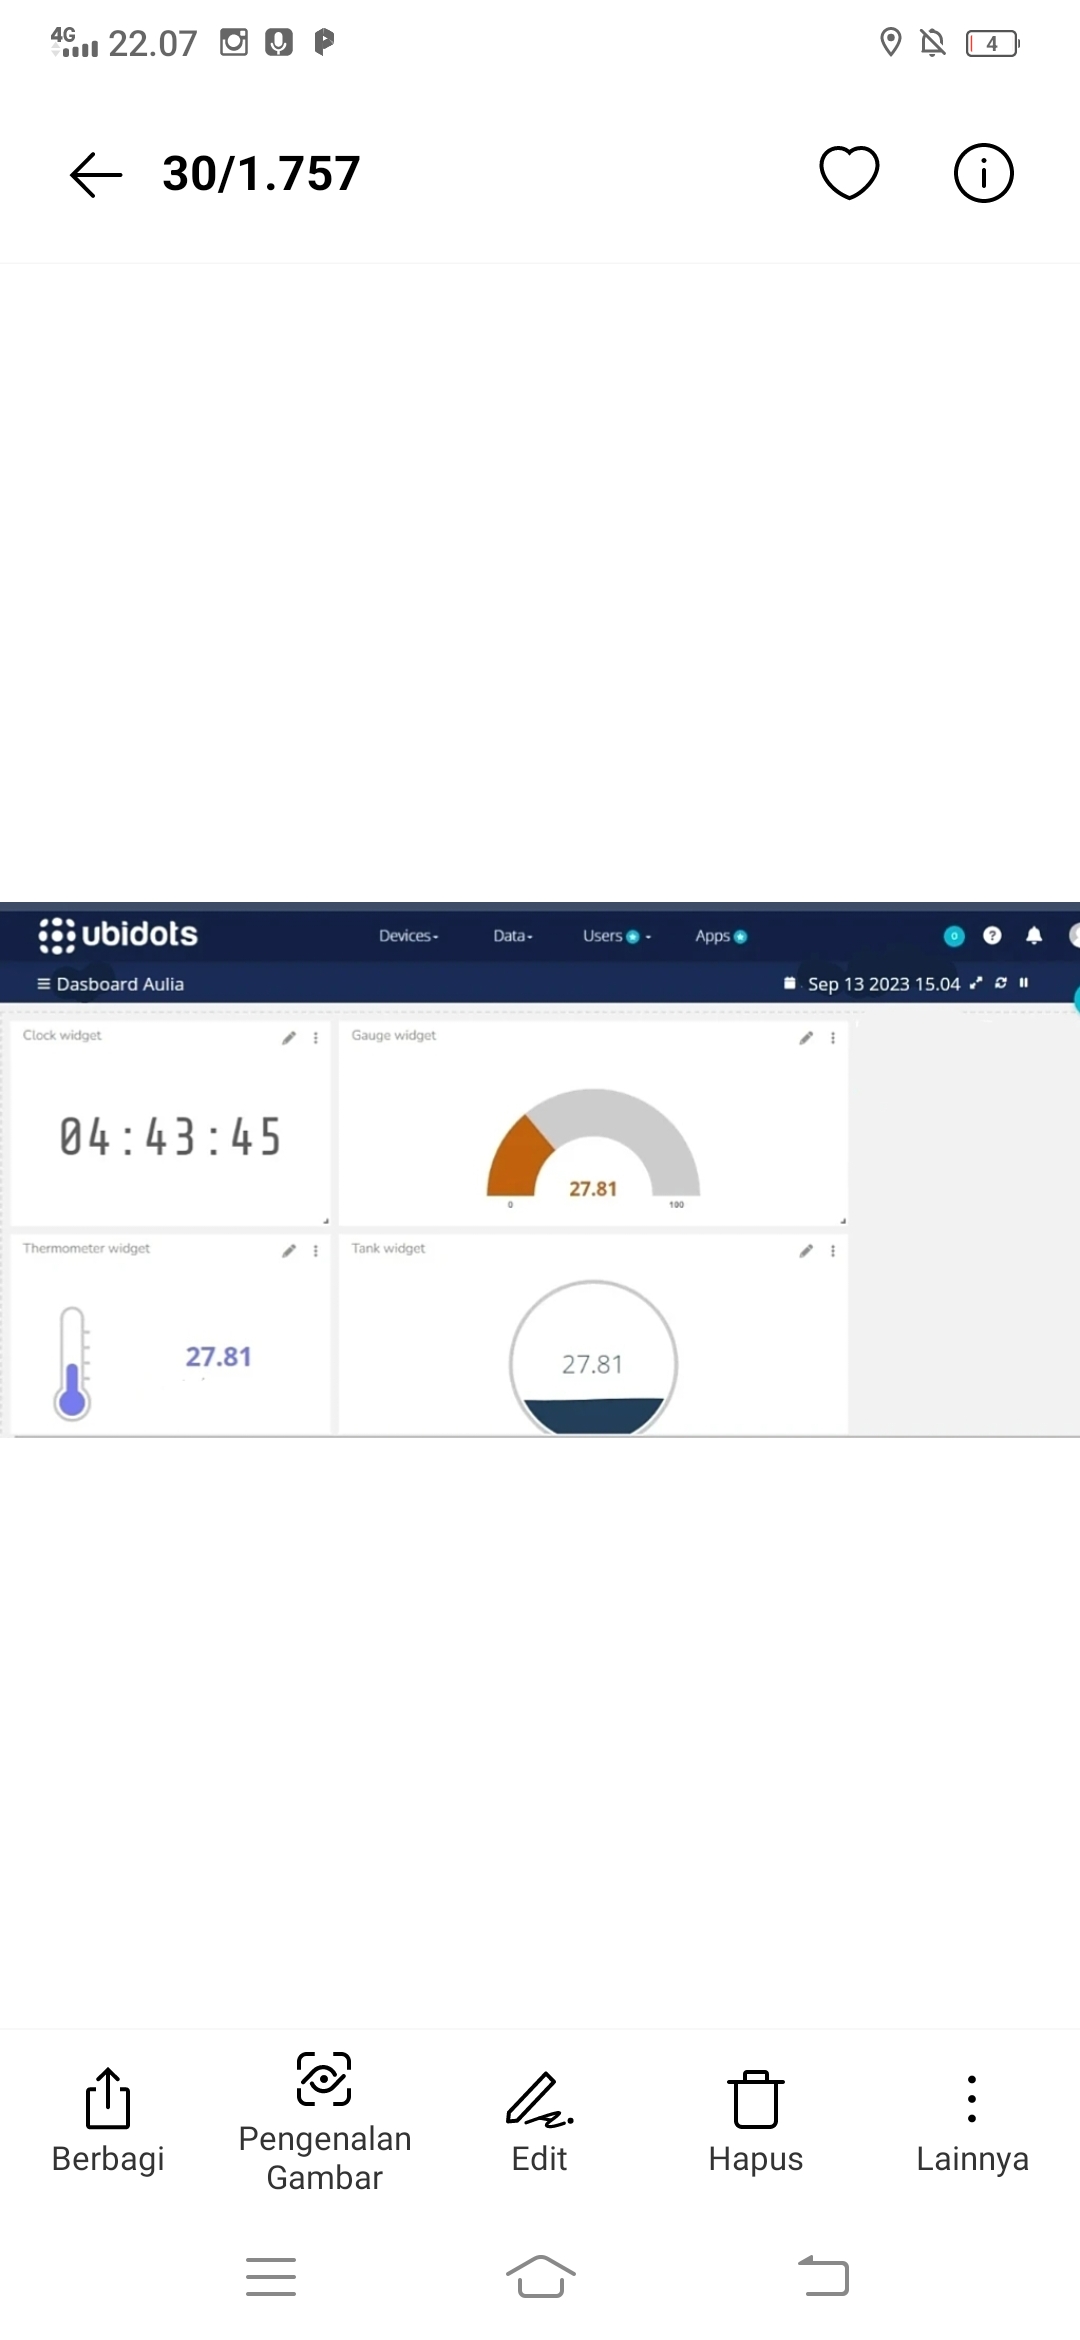 4G 22.07 4
30/1.757
ubidots Devices Data Users Apps
Dasboard Aulia Sep 13 2023 15.04
Clock widget Gauge widget
04:43:45
27.81
0 100
Thermometer widget Tank widget
27.81 27.81
Berbagi Pengenalan Gambar Edit Hapus Lainnya